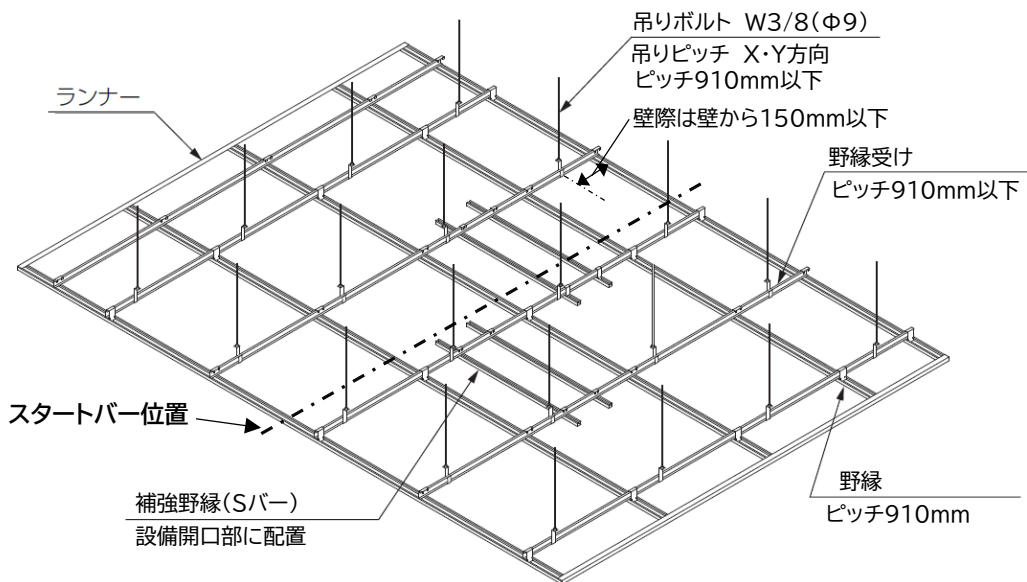 吊りボルト W3/8(Φ9)
吊りピッチ X・Y方向
ピッチ910mm以下
ランナー
壁際は壁から150mm以下
野縁受け
ピッチ910mm以下
スタートバー位置
補強野縁(Sバー)
設備開口部に配置
野縁
ピッチ910mm